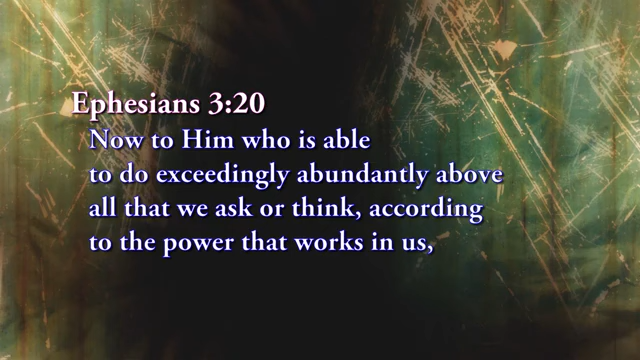 Ephesians 3:20
Now to Him who is able
to do exceedingly abundantly above
all that we ask or think, according
to the power that works in us,